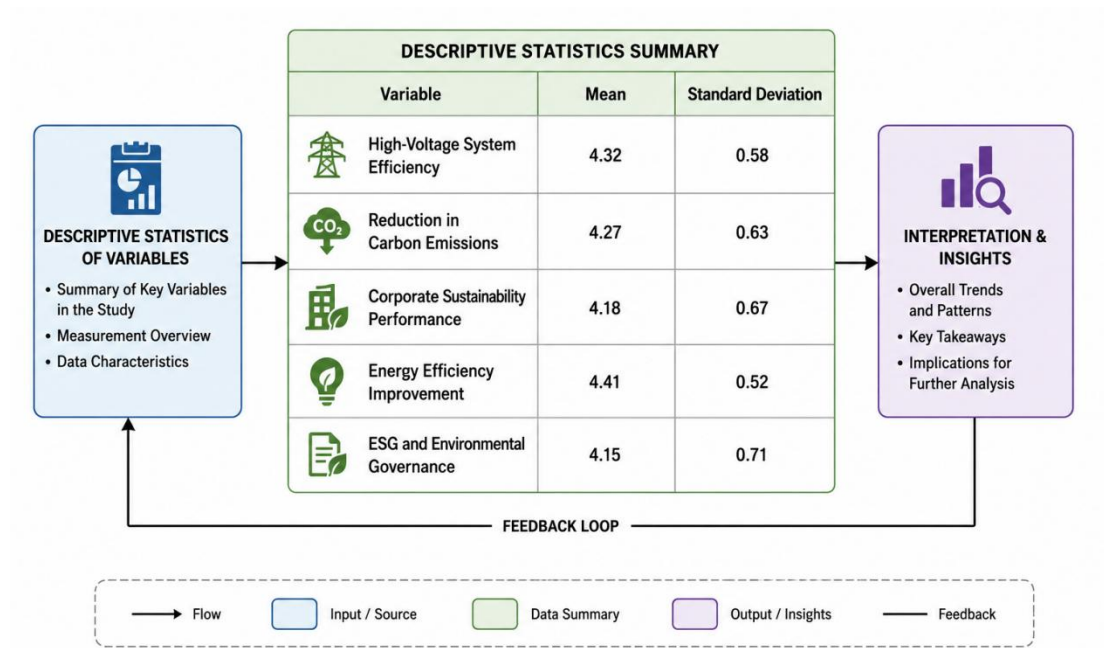 DESCRIPTIVE STATISTICS SUMMARY
Variable Mean Standard Deviation
High-Voltage System
Efficiency
4.32 0.58
CO₂
Reduction in
Carbon Emissions
4.27 0.63
Corporate Sustainability
Performance
4.18 0.67
Energy Efficiency
Improvement
4.41 0.52
ESG and Environmental
Governance
4.15 0.71
DESCRIPTIVE STATISTICS
OF VARIABLES
• Summary of Key Variables
in the Study
• Measurement Overview
• Data Characteristics
INTERPRETATION &
INSIGHTS
• Overall Trends
and Patterns
• Key Takeaways
• Implications for
Further Analysis
FEEDBACK LOOP
Flow Input / Source Data Summary Output / Insights Feedback